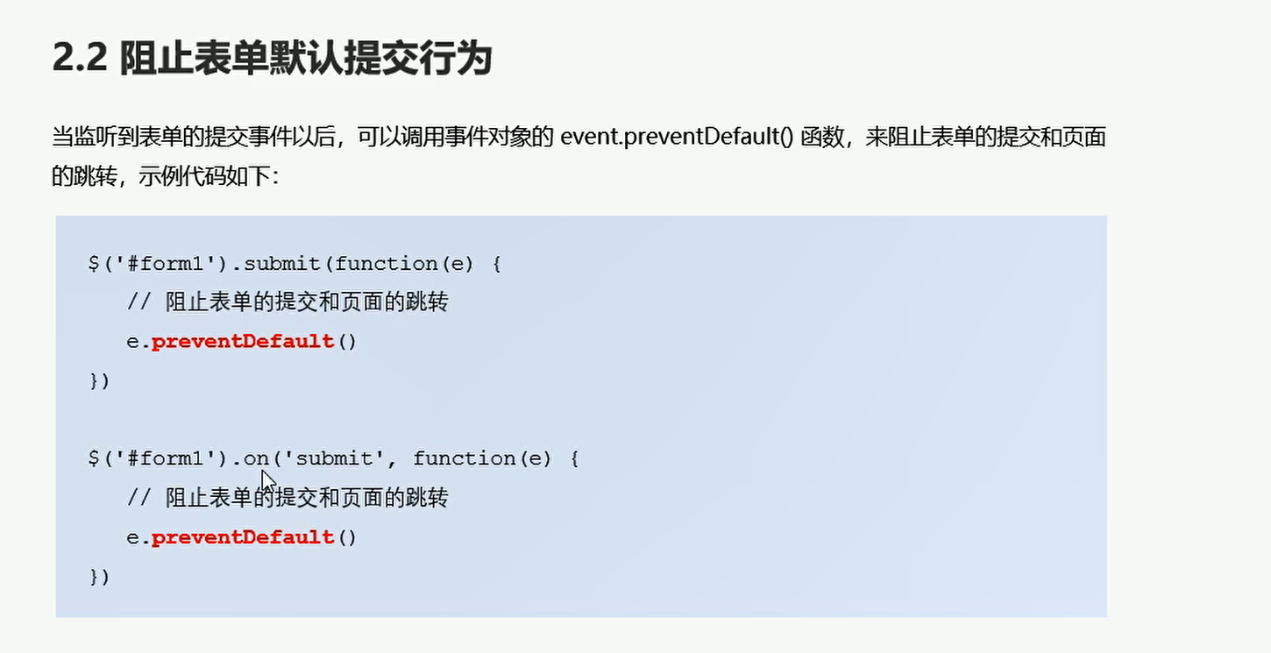 2.2 阻止表单默认提交行为
当监听到表单的提交事件以后，可以调用事件对象的 event.preventDefault() 函数，来阻止表单的提交和页面
的跳转，示例代码如下：
$('#form1').submit(function(e) {
// 阻止表单的提交和页面的跳转
e.preventDefault()
})
$('#form1').on('submit', function(e) {
// 阻止表单的提交和页面的跳转
e.preventDefault()
})